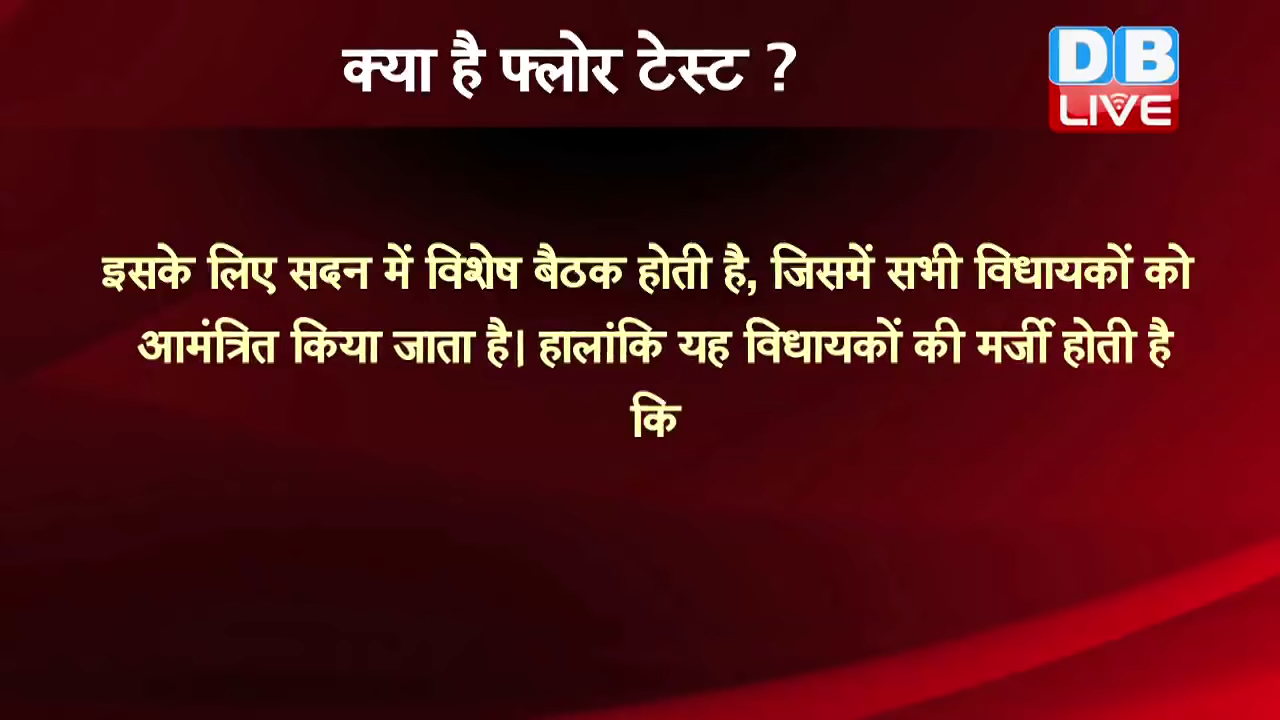 क्या है फ्लोर टेस्ट ?
DB
LIVE
इसके लिए सदन में विशेष बैठक होती है, जिसमें सभी विधायकों को
आमंत्रित किया जाता है। हालांकि यह विधायकों की मर्जी होती है
कि